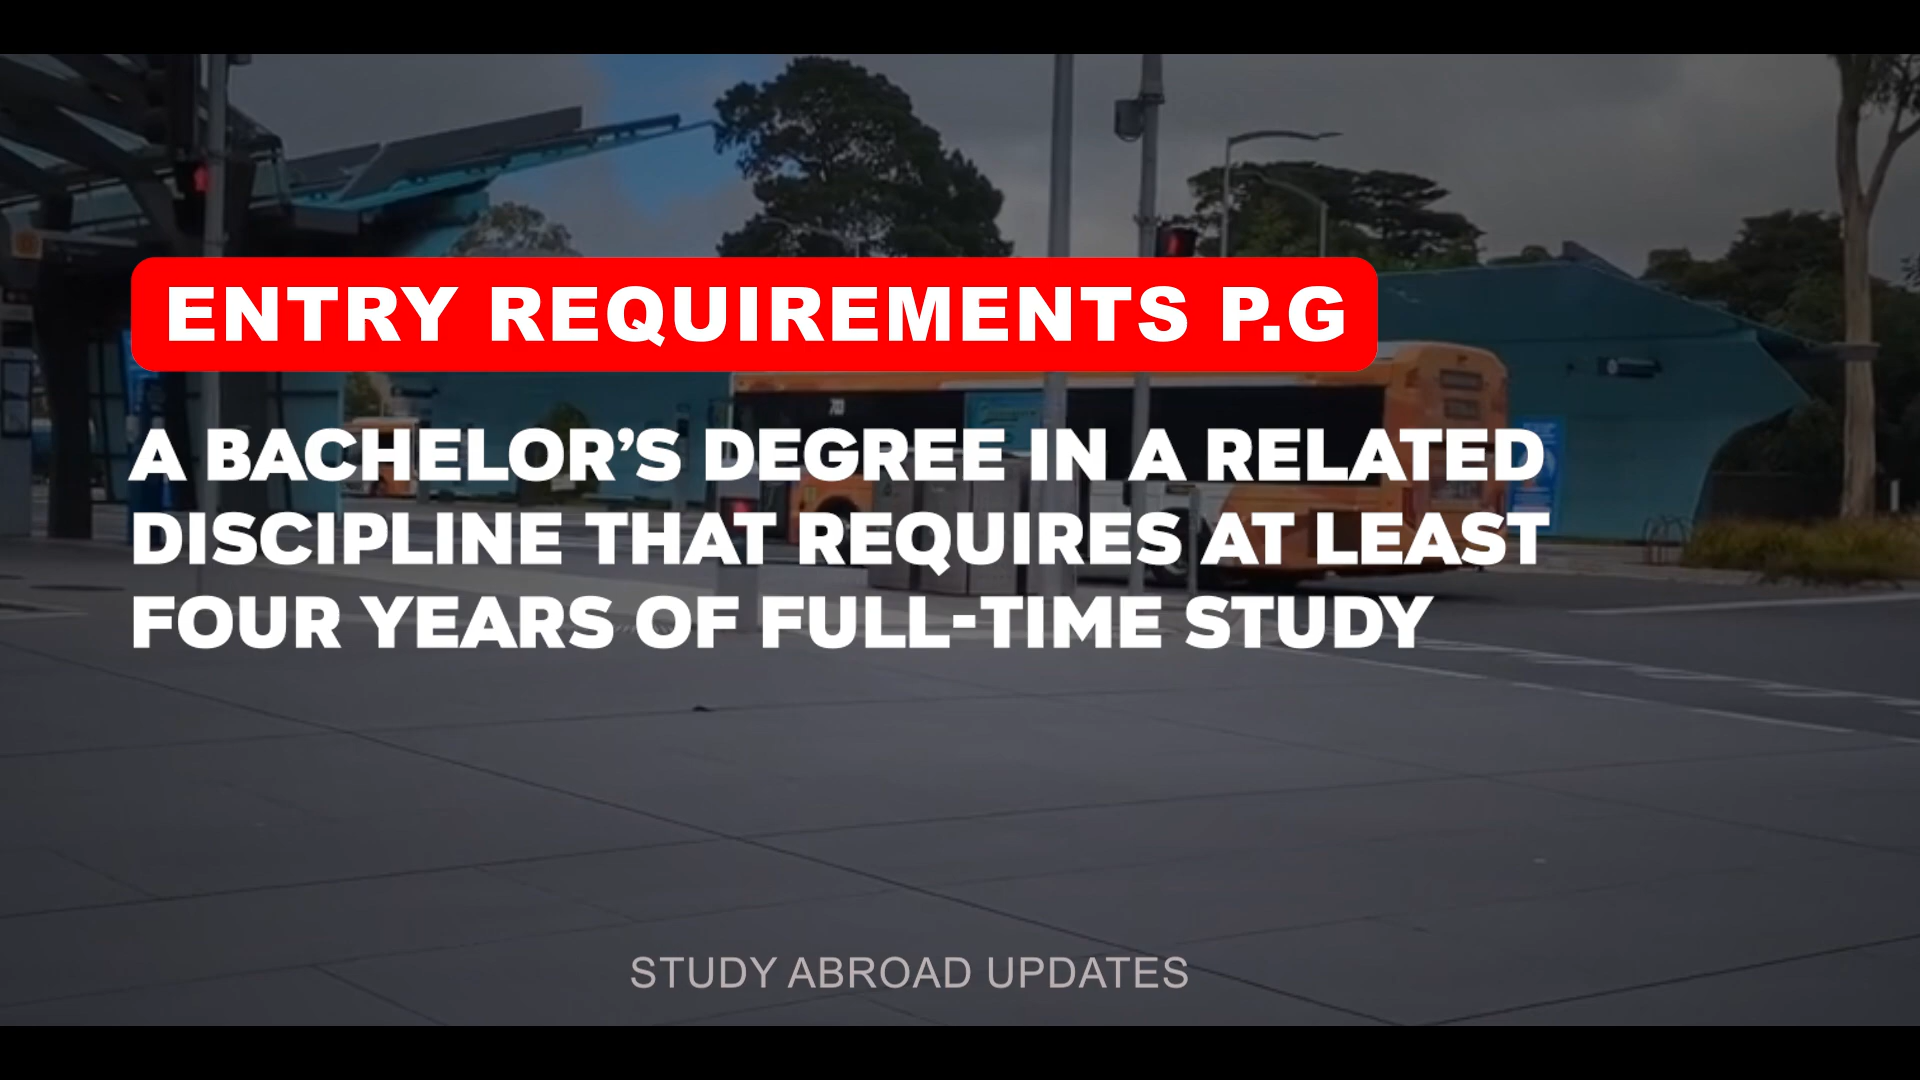 ENTRY REQUIREMENTS P.G
703
A BACHELOR’S DEGREE IN A RELATED
DISCIPLINE THAT REQUIRES AT LEAST
FOUR YEARS OF FULL-TIME STUDY
STUDY ABROAD UPDATES